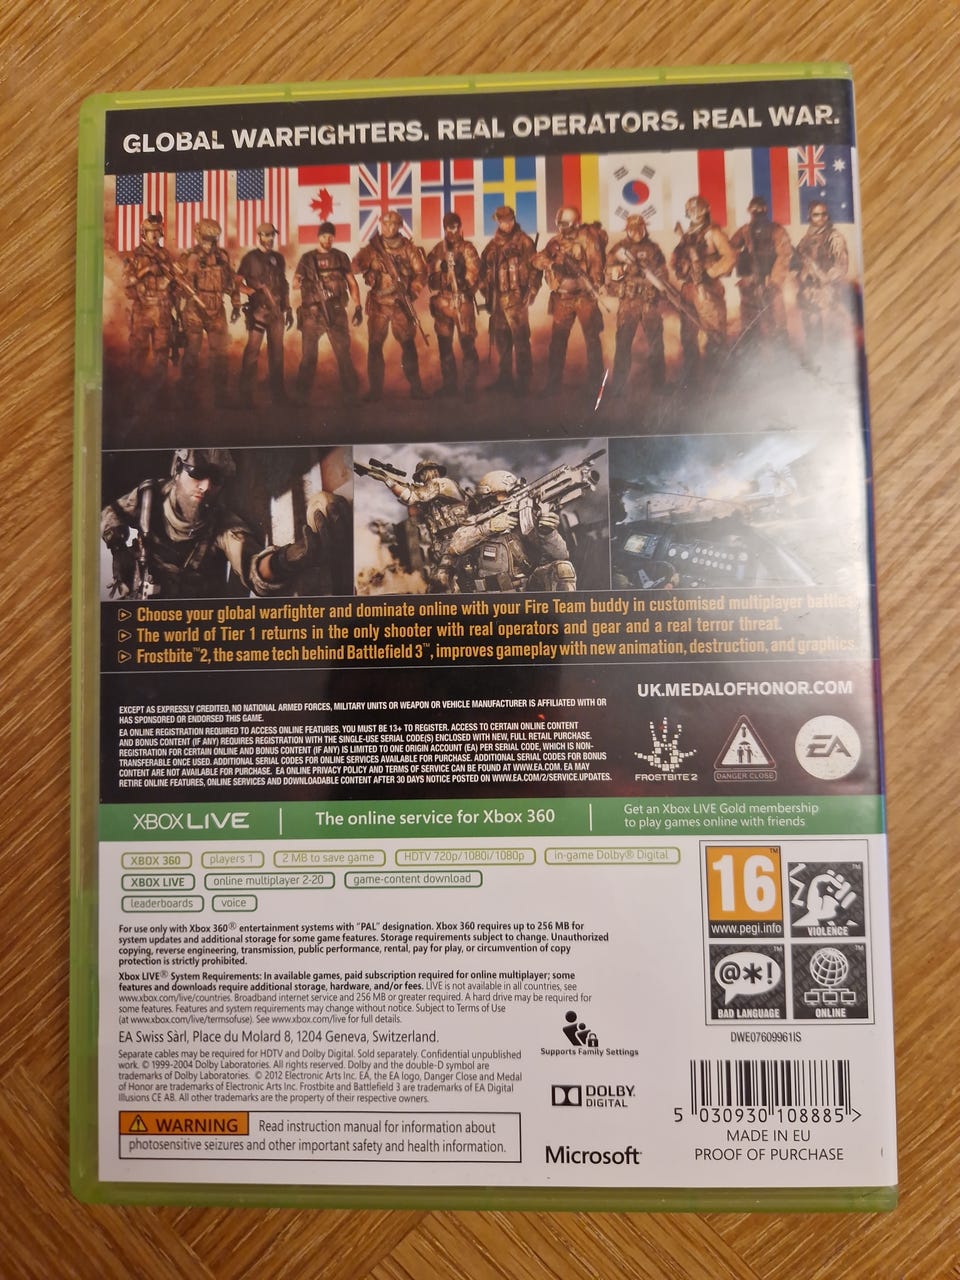 GLOBAL WARFIGHTERS. REAL OPERATORS. REAL WAR.
Choose your global warfighter and dominate online with your Fire Team buddy in customised multiplayer battles.
The world of Tier 1 returns in the only shooter with real operators and gear and a real terror threat.
Frostbite™2, the same tech behind Battlefield 3™, improves gameplay with new animation, destruction, and graphics.
UK.MEDALOFHONOR.COM
EXCEPT AS EXPRESSLY CREDITED, NO NATIONAL ARMED FORCES, MILITARY UNITS OR WEAPON OR VEHICLE MANUFACTURER IS AFFILIATED WITH OR
HAS SPONSORED OR ENDORSED THIS GAME.
EA ONLINE REGISTRATION REQUIRED TO ACCESS ONLINE FEATURES. YOU MUST BE 13+ TO REGISTER. ACCESS TO CERTAIN ONLINE CONTENT
AND BONUS CONTENT (IF ANY) REQUIRES REGISTRATION WITH THE SINGLE-USE SERIAL CODE(S) ENCLOSED WITH NEW, FULL RETAIL PURCHASE.
REGISTRATION FOR CERTAIN ONLINE AND BONUS CONTENT (IF ANY) IS LIMITED TO ONE ORIGIN ACCOUNT (EA) PER SERIAL CODE, WHICH IS NON-
TRANSFERABLE ONCE USED. ADDITIONAL SERIAL CODES FOR ONLINE SERVICES AVAILABLE FOR PURCHASE. ADDITIONAL SERIAL CODES FOR BONUS
CONTENT ARE NOT AVAILABLE FOR PURCHASE. EA ONLINE PRIVACY POLICY AND TERMS OF SERVICE CAN BE FOUND AT WWW.EA.COM. EA MAY
RETIRE ONLINE FEATURES, ONLINE SERVICES AND DOWNLOADABLE CONTENT AFTER 30 DAYS NOTICE POSTED ON WWW.EA.COM/2/SERVICE.UPDATES.
FROSTBITE 2
DANGER CLOSE
EA
XBOX LIVE
The online service for Xbox 360
Get an Xbox LIVE Gold membership
to play games online with friends
XBOX 360 players 1 2 MB to save game HDTV 720p/1080i/1080p in-game Dolby® Digital
XBOX LIVE online multiplayer 2-20 game-content download
leaderboards voice
For use only with Xbox 360® entertainment systems with "PAL" designation. Xbox 360 requires up to 256 MB for
system updates and additional storage for some game features. Storage requirements subject to change. Unauthorized
copying, reverse engineering, transmission, public performance, rental, pay for play, or circumvention of copy
protection is strictly prohibited.
Xbox LIVE® System Requirements: In available games, paid subscription required for online multiplayer; some
features and downloads require additional storage, hardware, and/or fees. LIVE is not available in all countries, see
www.xbox.com/live/countries. Broadband internet service and 256 MB or greater required. A hard drive may be required for
some features. Features and system requirements may change without notice. Subject to Terms of Use
(at www.xbox.com/live/termsofuse). See www.xbox.com/live for full details.
EA Swiss Sàrl, Place du Molard 8, 1204 Geneva, Switzerland.
Separate cables may be required for HDTV and Dolby Digital. Sold separately. Confidential unpublished
work. © 1999-2004 Dolby Laboratories. All rights reserved. Dolby and the double-D symbol are
trademarks of Dolby Laboratories. © 2012 Electronic Arts Inc. EA, the EA logo, Danger Close and Medal
of Honor are trademarks of Electronic Arts Inc. Frostbite and Battlefield 3 are trademarks of EA Digital
Illusions CE AB. All other trademarks are the property of their respective owners.
WARNING Read instruction manual for information about
photosensitive seizures and other important safety and health information.
Supports Family Settings
DOLBY
DIGITAL
Microsoft
16
www.pegi.info
VIOLENCE
@*!
BAD LANGUAGE
ONLINE
DWE07609961IS
5 030930 108885 >
MADE IN EU
PROOF OF PURCHASE